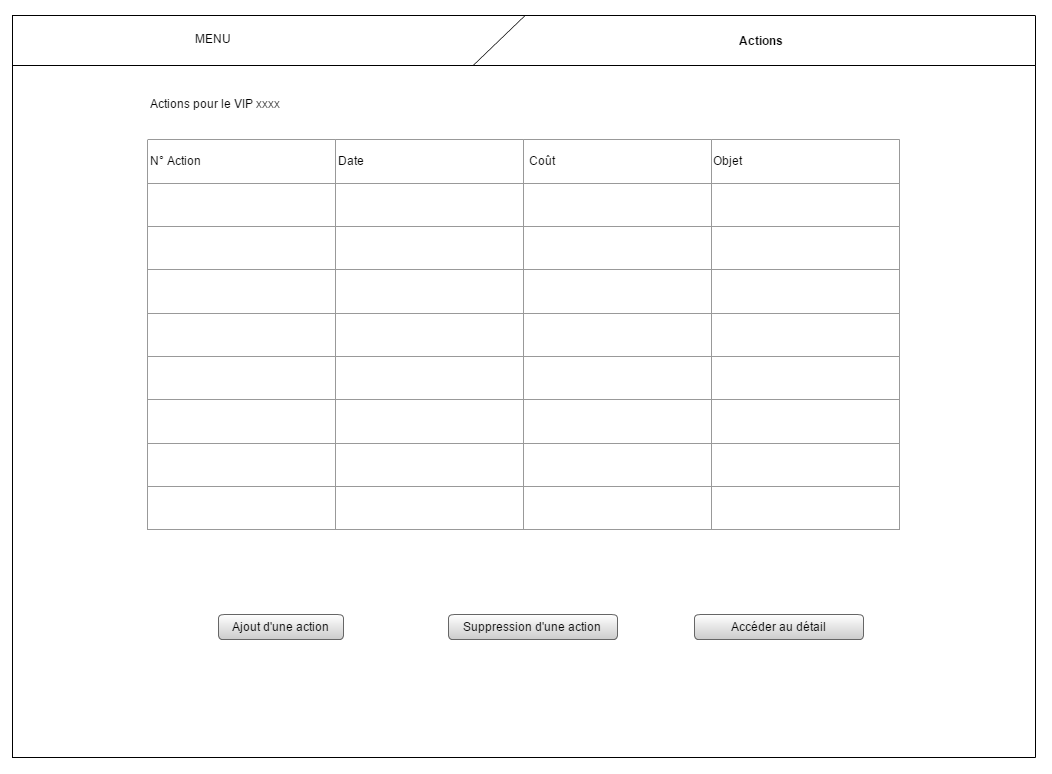 MENU
Actions
Actions pour le VIP xxxx
N° Action
Date
Coût
Objet
Ajout d'une action
Suppression d'une action
Accéder au détail